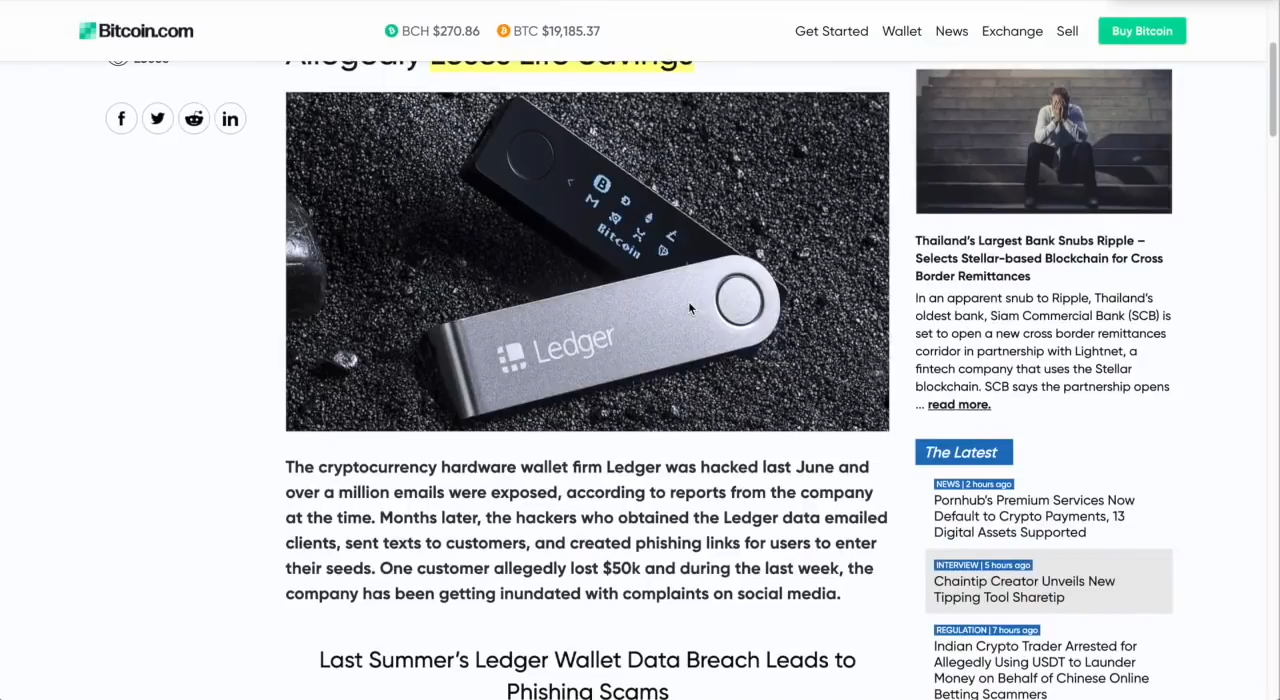 Bitcoin.com
BCH $270.86
BTC $19,185.37
Get Started
Wallet
News
Exchange
Sell
Buy Bitcoin
Allegedly Loses Life Savings
Bitcoin
Ledger
The cryptocurrency hardware wallet firm Ledger was hacked last June and
over a million emails were exposed, according to reports from the company
at the time. Months later, the hackers who obtained the Ledger data emailed
clients, sent texts to customers, and created phishing links for users to enter
their seeds. One customer allegedly lost $50k and during the last week, the
company has been getting inundated with complaints on social media.
Last Summer’s Ledger Wallet Data Breach Leads to
Phishing Scams
Thailand’s Largest Bank Snubs Ripple –
Selects Stellar-based Blockchain for Cross
Border Remittances
In an apparent snub to Ripple, Thailand’s
oldest bank, Siam Commercial Bank (SCB) is
set to open a new cross border remittances
corridor in partnership with Lightnet, a
fintech company that uses the Stellar
blockchain. SCB says the partnership opens
... read more.
The Latest
NEWS | 2 hours ago
Pornhub’s Premium Services Now
Default to Crypto Payments, 13
Digital Assets Supported
INTERVIEW | 5 hours ago
Chaintip Creator Unveils New
Tipping Tool Sharetip
REGULATION | 7 hours ago
Indian Crypto Trader Arrested for
Allegedly Using USDT to Launder
Money on Behalf of Chinese Online
Betting Scammers